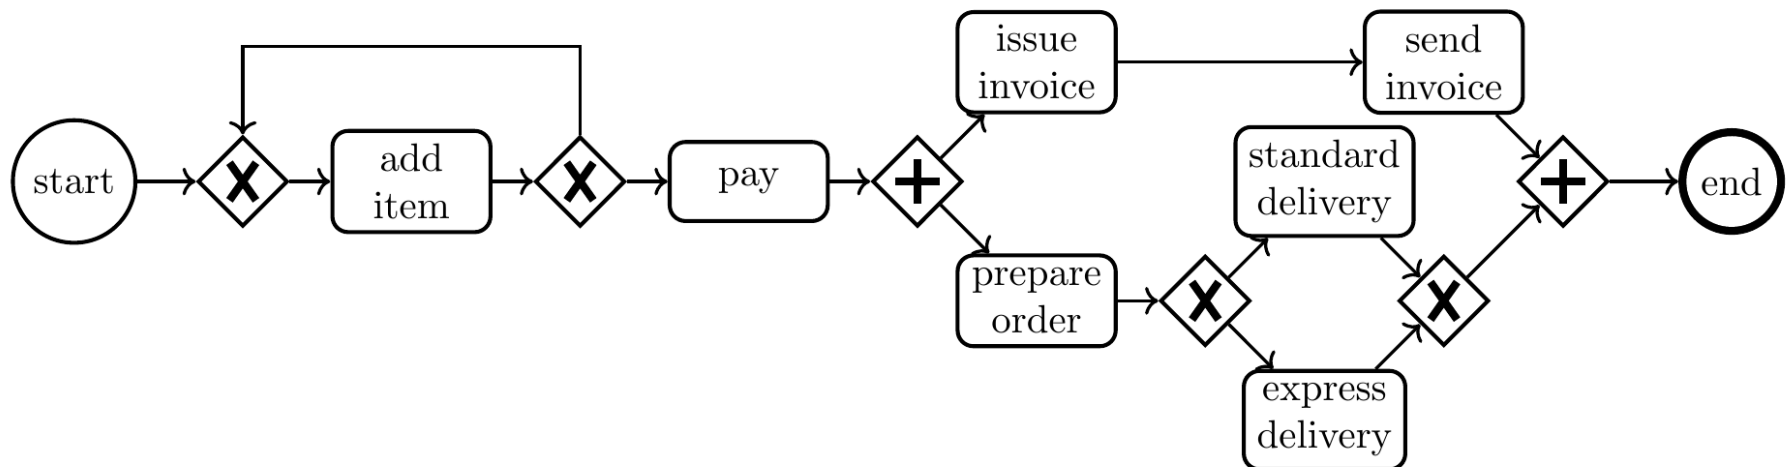 start
add
item
pay
issue
invoice
prepare
order
standard
delivery
express
delivery
send
invoice
end